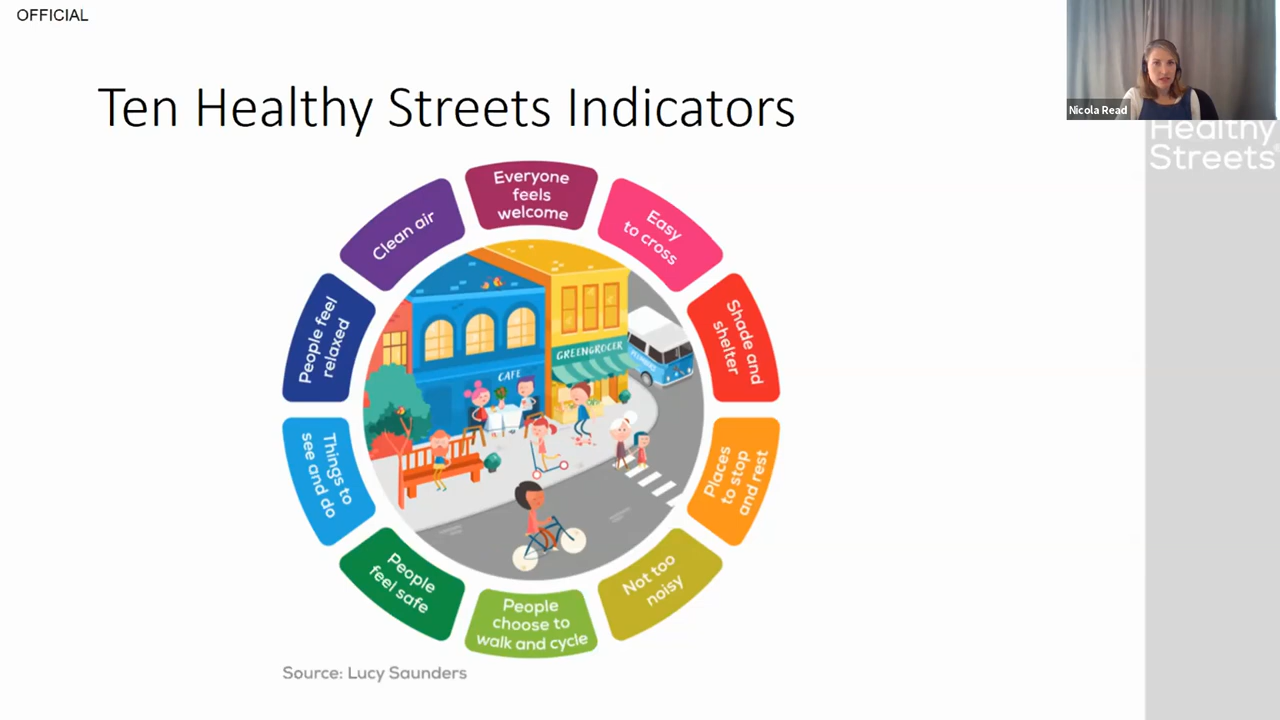 OFFICIAL
Ten Healthy Streets Indicators
Nicola Read
Healthy
Streets®
Everyone
feels
welcome
Easy
to cross
Shade and
shelter
Places
to stop
and rest
Not too
noisy
People
choose to
walk and cycle
People
feel safe
Things to
see and do
People feel
relaxed
Clean air
CAFE
GREENGROCER
Source: Lucy Saunders